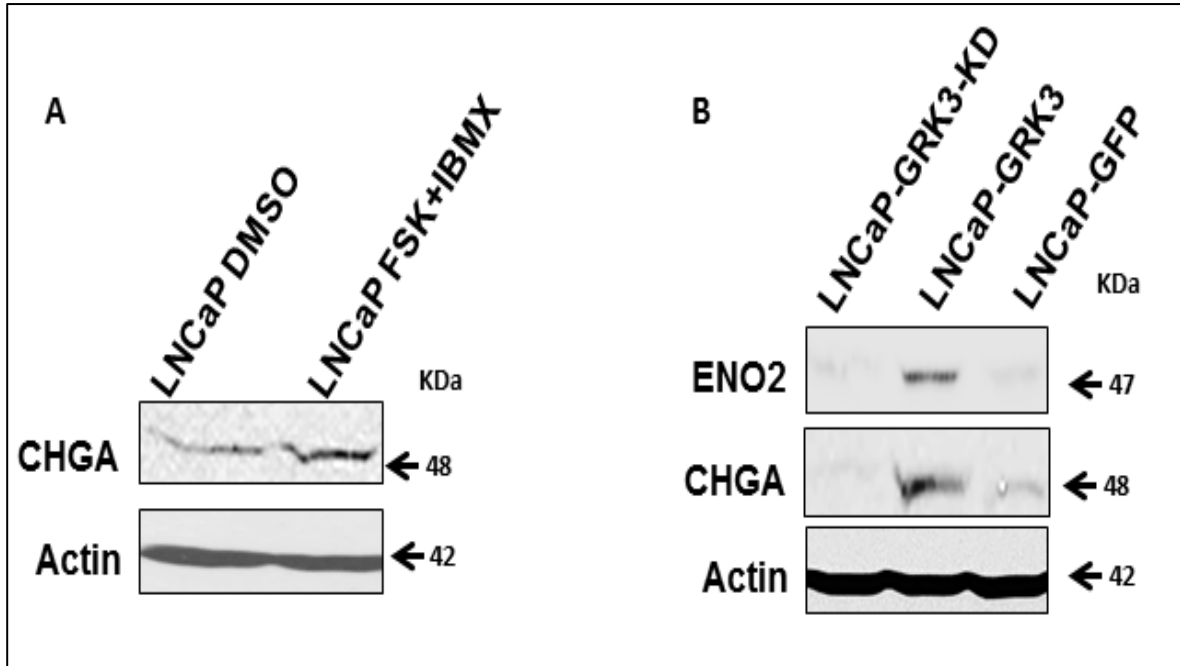 A
LNCaP DMSO
LNCaP FSK+IBMX
KDa
CHGA
48
Actin
42
B
LNCaP-GRK3-KD
LNCaP-GRK3
LNCaP-GFP
KDa
ENO2
47
CHGA
48
Actin
42